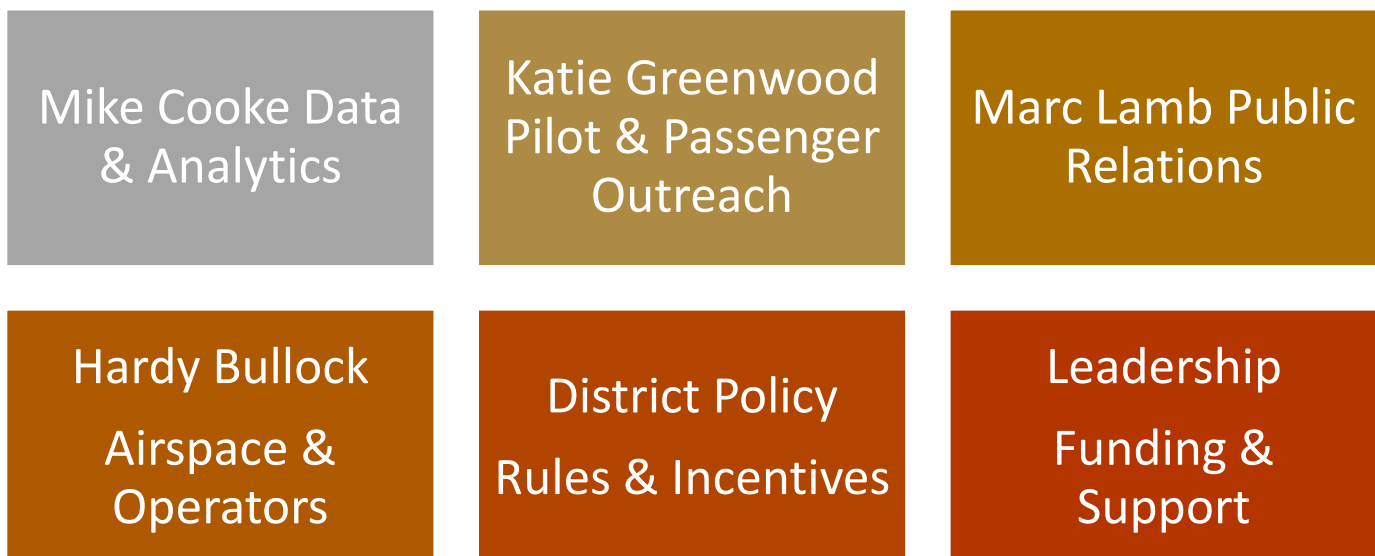 Mike Cooke Data
& Analytics
Katie Greenwood
Pilot & Passenger
Outreach
Marc Lamb Public
Relations
Hardy Bullock
Airspace &
Operators
District Policy
Rules & Incentives
Leadership
Funding &
Support